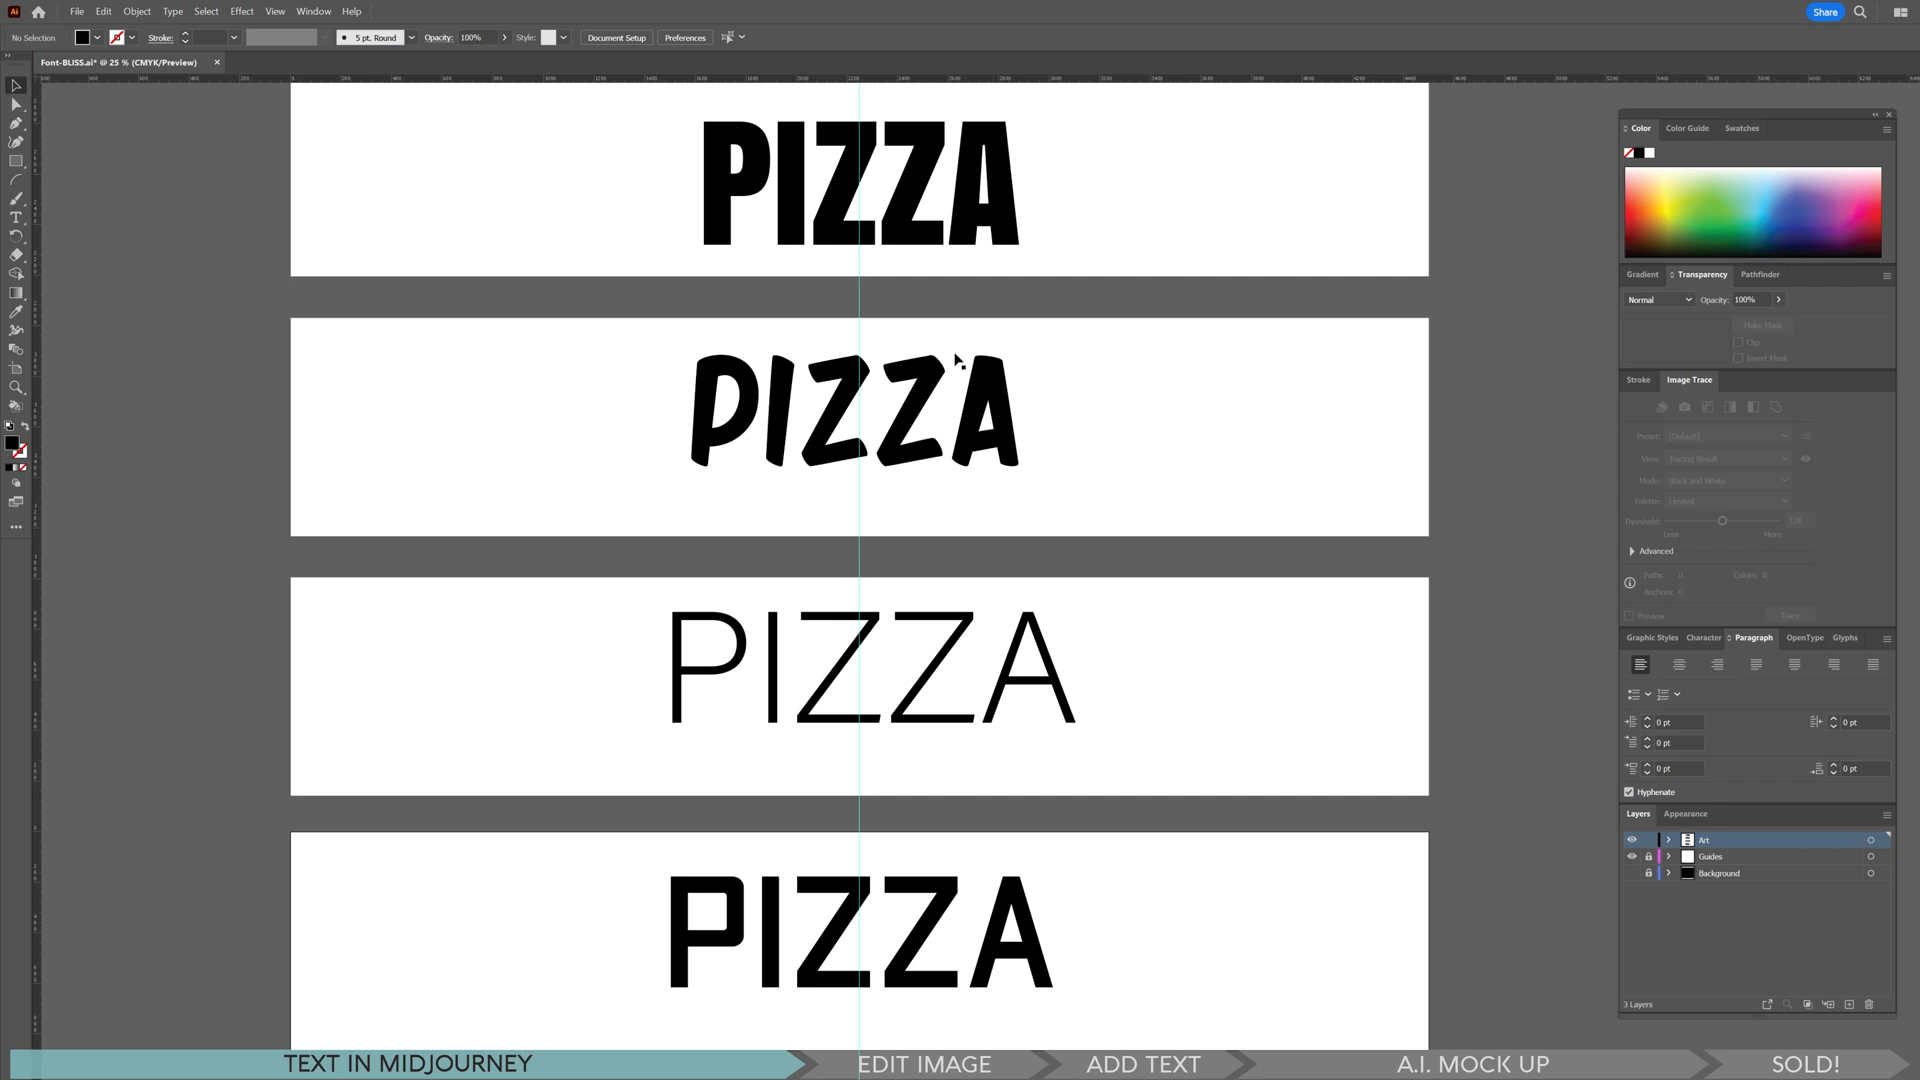 Ai File Edit Object Type Select Effect View Window Help Share
No Selection Stroke: 5 pt. Round Opacity: 100% Style: Document Setup Preferences
Font-BLISS.ai* @ 25 % (CMYK/Preview) ×
PIZZA
PIZZA
PIZZA
PIZZA
Color Color Guide Swatches
Gradient Transparency Pathfinder
Normal Opacity: 100%
Make Mask
Clip
Invert Mask
Stroke Image Trace
Preset: [Default]
View: Tracing Result
Mode: Black and White
Palette: Limited
Threshold: 128
Less More
Advanced
Paths: 0 Colors: 0
Anchors: 0
Preview Trace
Graphic Styles Character Paragraph OpenType Glyphs
0 pt 0 pt
0 pt
0 pt 0 pt
Hyphenate
Layers Appearance
Art
Guides
Background
3 Layers
TEXT IN MIDJOURNEY EDIT IMAGE ADD TEXT A.I. MOCK UP SOLD!